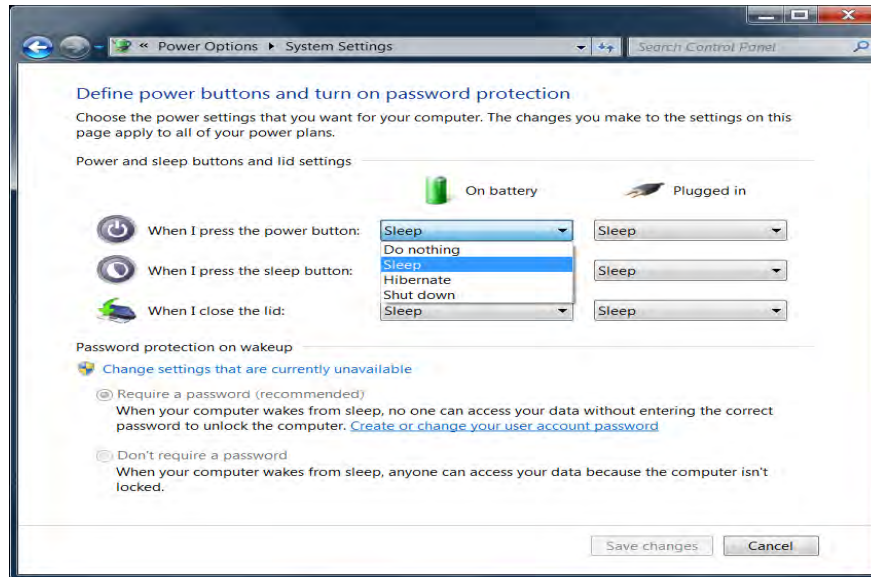 « Power Options ▸ System Settings
Search Control Panel
Define power buttons and turn on password protection
Choose the power settings that you want for your computer. The changes you make to the settings on this
page apply to all of your power plans.
Power and sleep buttons and lid settings
On battery Plugged in
When I press the power button: Sleep Sleep
Do nothing
Sleep
Hibernate
Shut down
When I press the sleep button: Sleep
When I close the lid: Sleep Sleep
Password protection on wakeup
Change settings that are currently unavailable
Require a password (recommended)
When your computer wakes from sleep, no one can access your data without entering the correct
password to unlock the computer. Create or change your user account password
Don't require a password
When your computer wakes from sleep, anyone can access your data because the computer isn't
locked.
Save changes Cancel